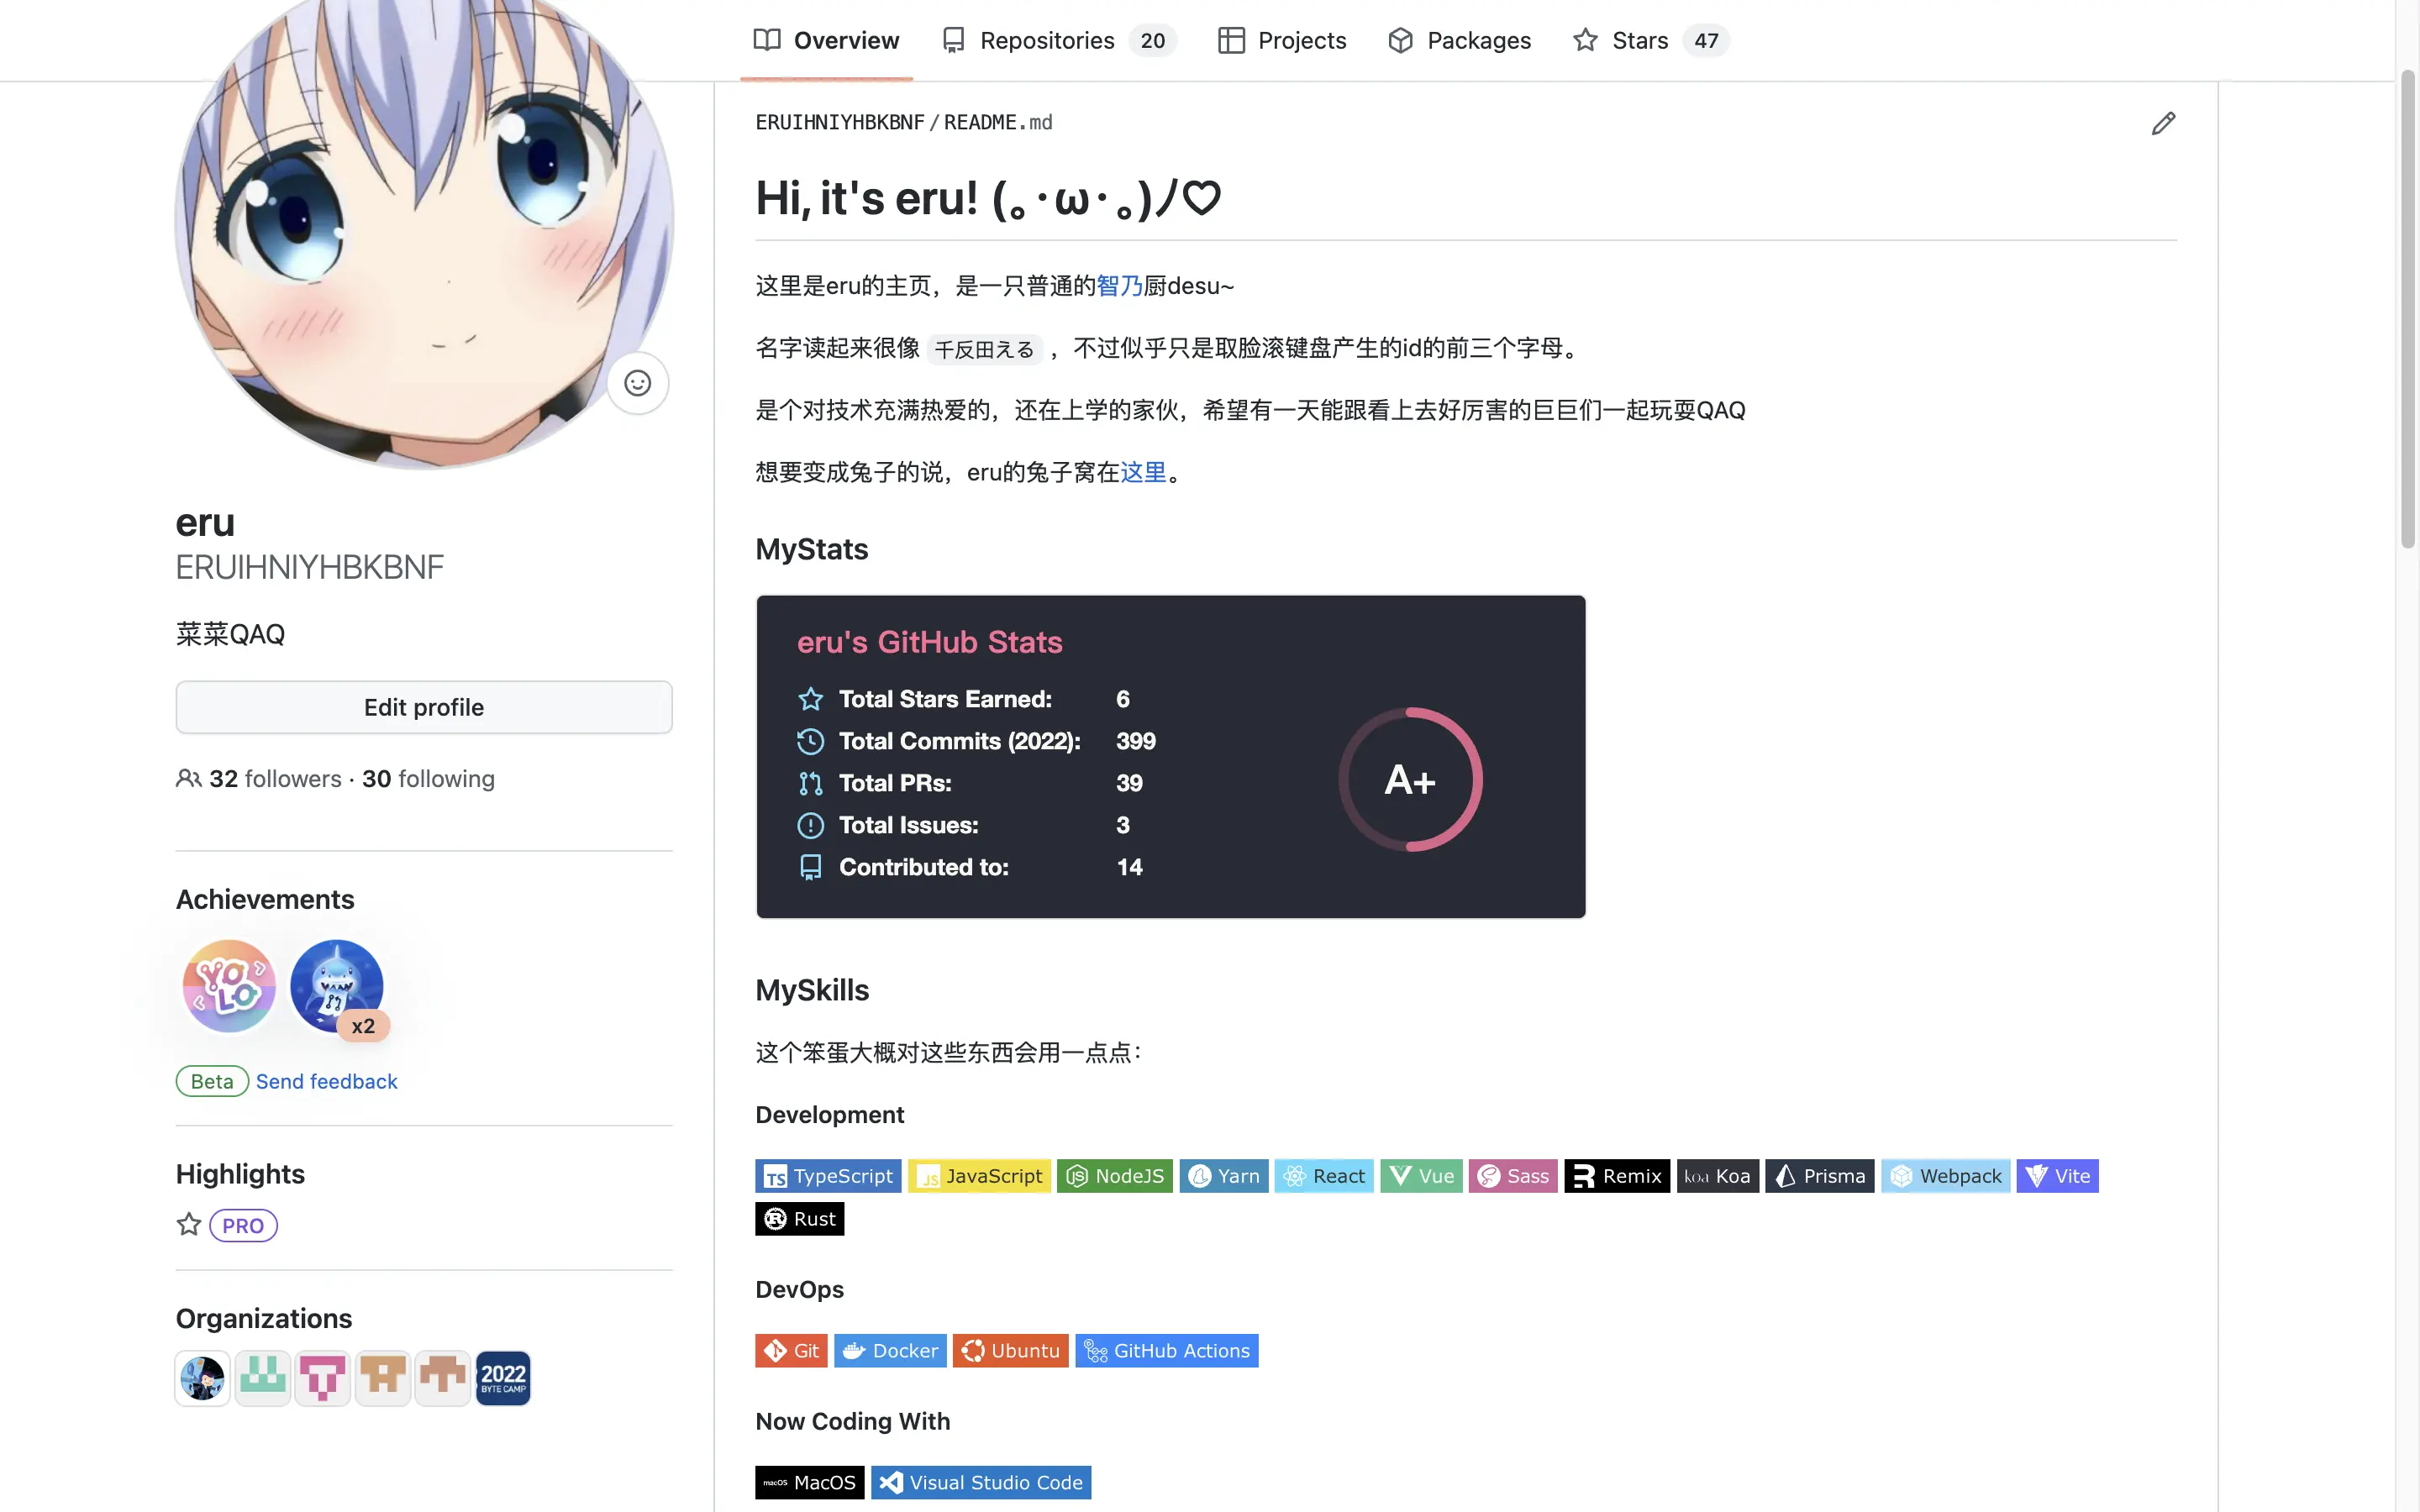 Overview Repositories 20 Projects Packages Stars 47
ERUIHNIYHBKBNF/README.md
Hi, it's eru! (｡･ω･｡)ﾉ♡
这里是eru的主页，是一只普通的智乃厨desu~
名字读起来很像 千反田える ，不过似乎只是取脸滚键盘产生的id的前三个字母。
是个对技术充满热爱的，还在上学的家伙，希望有一天能跟看上去好厉害的巨巨们一起玩耍QAQ
想要变成兔子的说，eru的兔子窝在这里。
eru
ERUIHNIYHBKBNF
菜菜QAQ
Edit profile
32 followers · 30 following
Achievements
YOLO
x2
Beta Send feedback
Highlights
PRO
Organizations
2022
BYTE CAMP
MyStats
eru's GitHub Stats
Total Stars Earned: 6
Total Commits (2022): 399
Total PRs: 39
Total Issues: 3
Contributed to: 14
A+
MySkills
这个笨蛋大概对这些东西会用一点点：
Development
TS TypeScript JS JavaScript JS NodeJS Yarn React Vue Sass Remix koa Koa Prisma Webpack Vite
R Rust
DevOps
Git Docker Ubuntu GitHub Actions
Now Coding With
macOS MacOS Visual Studio Code